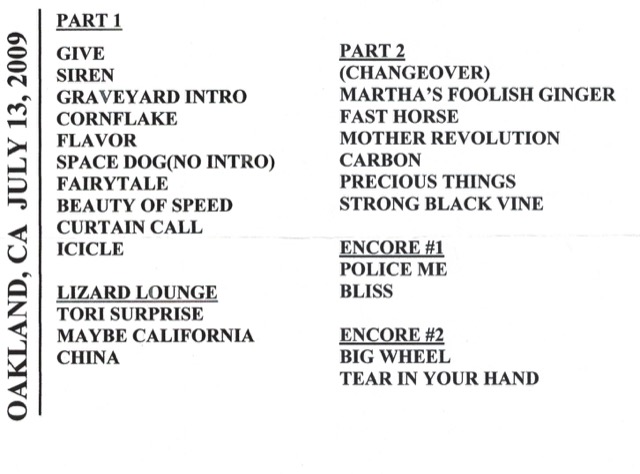 OAKLAND, CA JULY 13, 2009
PART 1
GIVE
SIREN
GRAVEYARD INTRO
CORNFLAKE
FLAVOR
SPACE DOG(NO INTRO)
FAIRYTALE
BEAUTY OF SPEED
CURTAIN CALL
ICICLE
LIZARD LOUNGE
TORI SURPRISE
MAYBE CALIFORNIA
CHINA
PART 2
(CHANGEOVER)
MARTHA'S FOOLISH GINGER
FAST HORSE
MOTHER REVOLUTION
CARBON
PRECIOUS THINGS
STRONG BLACK VINE
ENCORE #1
POLICE ME
BLISS
ENCORE #2
BIG WHEEL
TEAR IN YOUR HAND